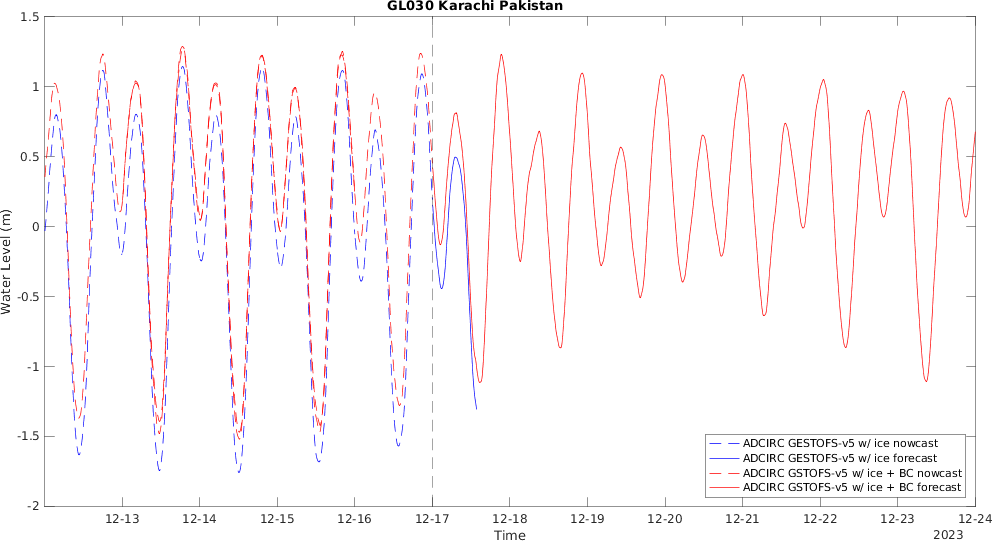 GL030 Karachi Pakistan
Water Level (m)
1.5
1
0.5
0
-0.5
-1
-1.5
-2
12-13 12-14 12-15 12-16 12-17 12-18 12-19 12-20 12-21 12-22 12-23 12-24
Time
2023
ADCIRC GESTOFS-v5 w/ ice nowcast
ADCIRC GESTOFS-v5 w/ ice forecast
ADCIRC GSTOFS-v5 w/ ice + BC nowcast
ADCIRC GSTOFS-v5 w/ ice + BC forecast